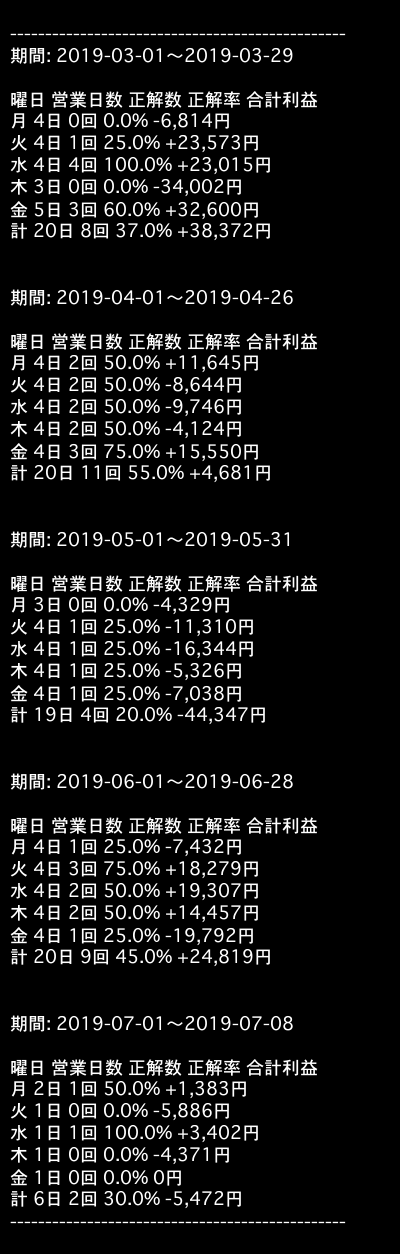 ------------------------------------------------
期間: 2019-03-01〜2019-03-29
曜日 営業日数 正解数 正解率 合計利益
月 4日 0回 0.0% -6,814円
火 4日 1回 25.0% +23,573円
水 4日 4回 100.0% +23,015円
木 3日 0回 0.0% -34,002円
金 5日 3回 60.0% +32,600円
計 20日 8回 37.0% +38,372円
期間: 2019-04-01〜2019-04-26
曜日 営業日数 正解数 正解率 合計利益
月 4日 2回 50.0% +11,645円
火 4日 2回 50.0% -8,644円
水 4日 2回 50.0% -9,746円
木 4日 2回 50.0% -4,124円
金 4日 3回 75.0% +15,550円
計 20日 11回 55.0% +4,681円
期間: 2019-05-01〜2019-05-31
曜日 営業日数 正解数 正解率 合計利益
月 3日 0回 0.0% -4,329円
火 4日 1回 25.0% -11,310円
水 4日 1回 25.0% -16,344円
木 4日 1回 25.0% -5,326円
金 4日 1回 25.0% -7,038円
計 19日 4回 20.0% -44,347円
期間: 2019-06-01〜2019-06-28
曜日 営業日数 正解数 正解率 合計利益
月 4日 1回 25.0% -7,432円
火 4日 3回 75.0% +18,279円
水 4日 2回 50.0% +19,307円
木 4日 2回 50.0% +14,457円
金 4日 1回 25.0% -19,792円
計 20日 9回 45.0% +24,819円
期間: 2019-07-01〜2019-07-08
曜日 営業日数 正解数 正解率 合計利益
月 2日 1回 50.0% +1,383円
火 1日 0回 0.0% -5,886円
水 1日 1回 100.0% +3,402円
木 1日 0回 0.0% -4,371円
金 1日 0回 0.0% 0円
計 6日 2回 30.0% -5,472円
------------------------------------------------